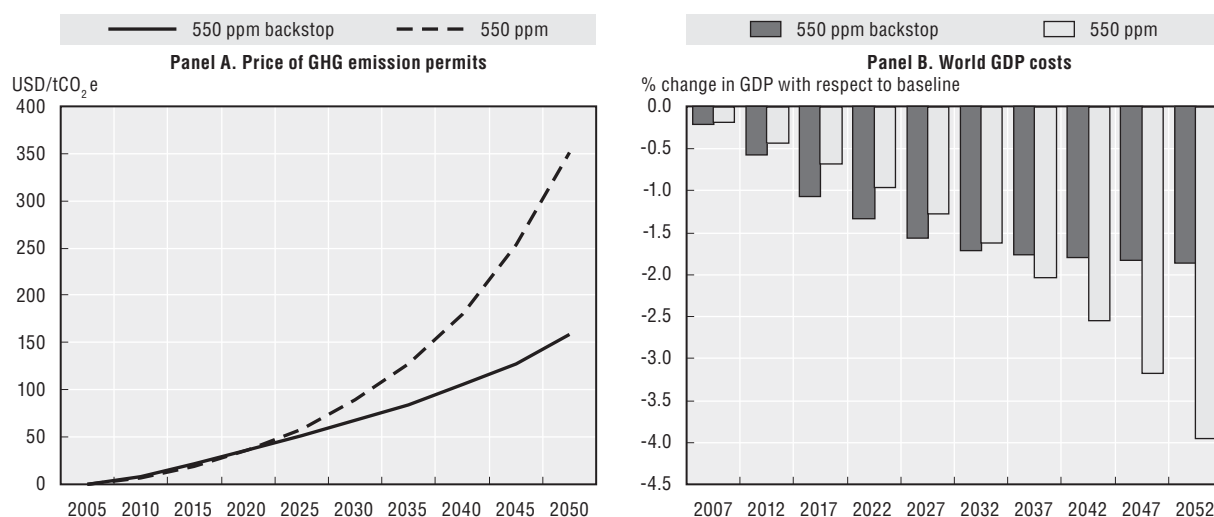 550 ppm backstop 550 ppm
Panel A. Price of GHG emission permits
USD/tCO2e
400
350
300
250
200
150
100
50
0
2005 2010 2015 2020 2025 2030 2035 2040 2045 2050
550 ppm backstop 550 ppm
Panel B. World GDP costs
% change in GDP with respect to baseline
0.0
-0.5
-1.0
-1.5
-2.0
-2.5
-3.0
-3.5
-4.0
-4.5
2007 2012 2017 2022 2027 2032 2037 2042 2047 2052